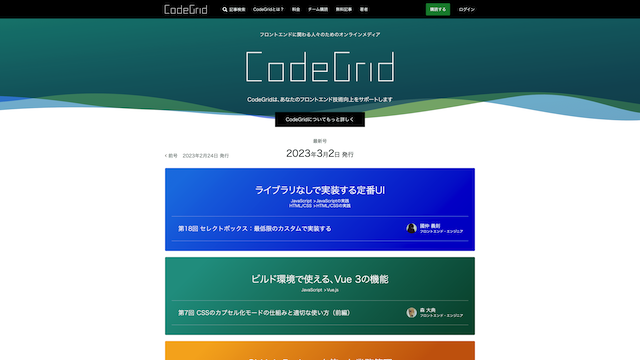 CodeGrid
記事検索 CodeGridとは？ 料金 チーム購読 無料記事 著者 購読する ログイン
フロントエンドに関わる人々のためのオンラインメディア
CodeGrid
CodeGridは、あなたのフロントエンド技術向上をサポートします
CodeGridについてもっと詳しく
最新号
‹ 前号 2023年2月24日 発行
2023年3月2日 発行
ライブラリなしで実装する定番UI
JavaScript >JavaScriptの実践
HTML/CSS >HTML/CSSの実践
第18回 セレクトボックス：最低限のカスタムで実装する
國仲 義則
フロントエンド・エンジニア
ビルド環境で使える、Vue 3の機能
JavaScript >Vue.js
第7回 CSSのカプセル化モードの仕組みと適切な使い方（前編）
森 大典
フロントエンド・エンジニア